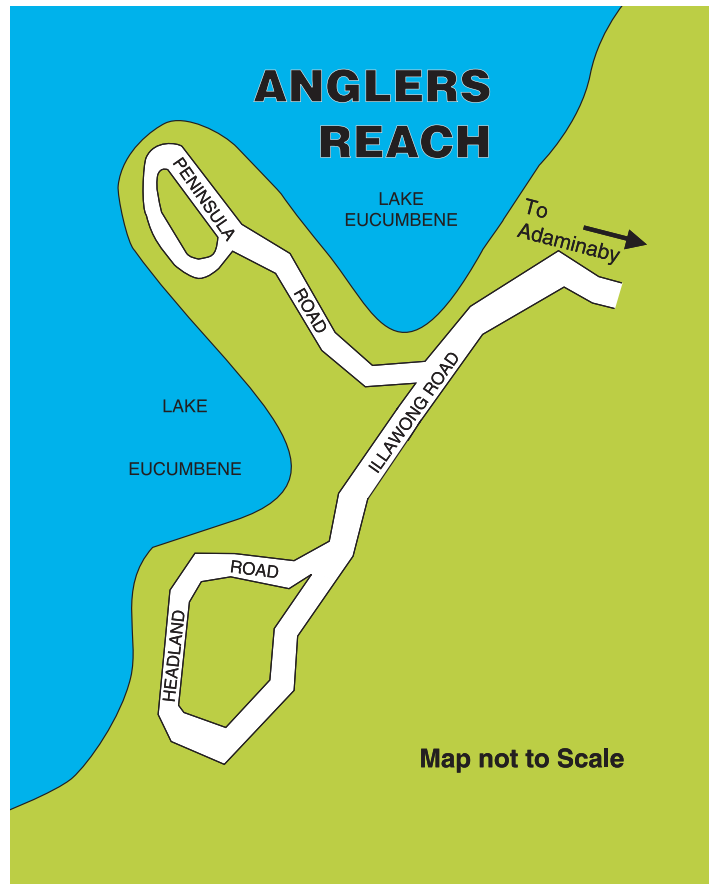 ANGLERS
REACH
LAKE
EUCUMBENE
To
Adaminaby
PENINSULA
ROAD
ILLAWONG ROAD
LAKE
EUCUMBENE
ROAD
HEADLAND
Map not to Scale